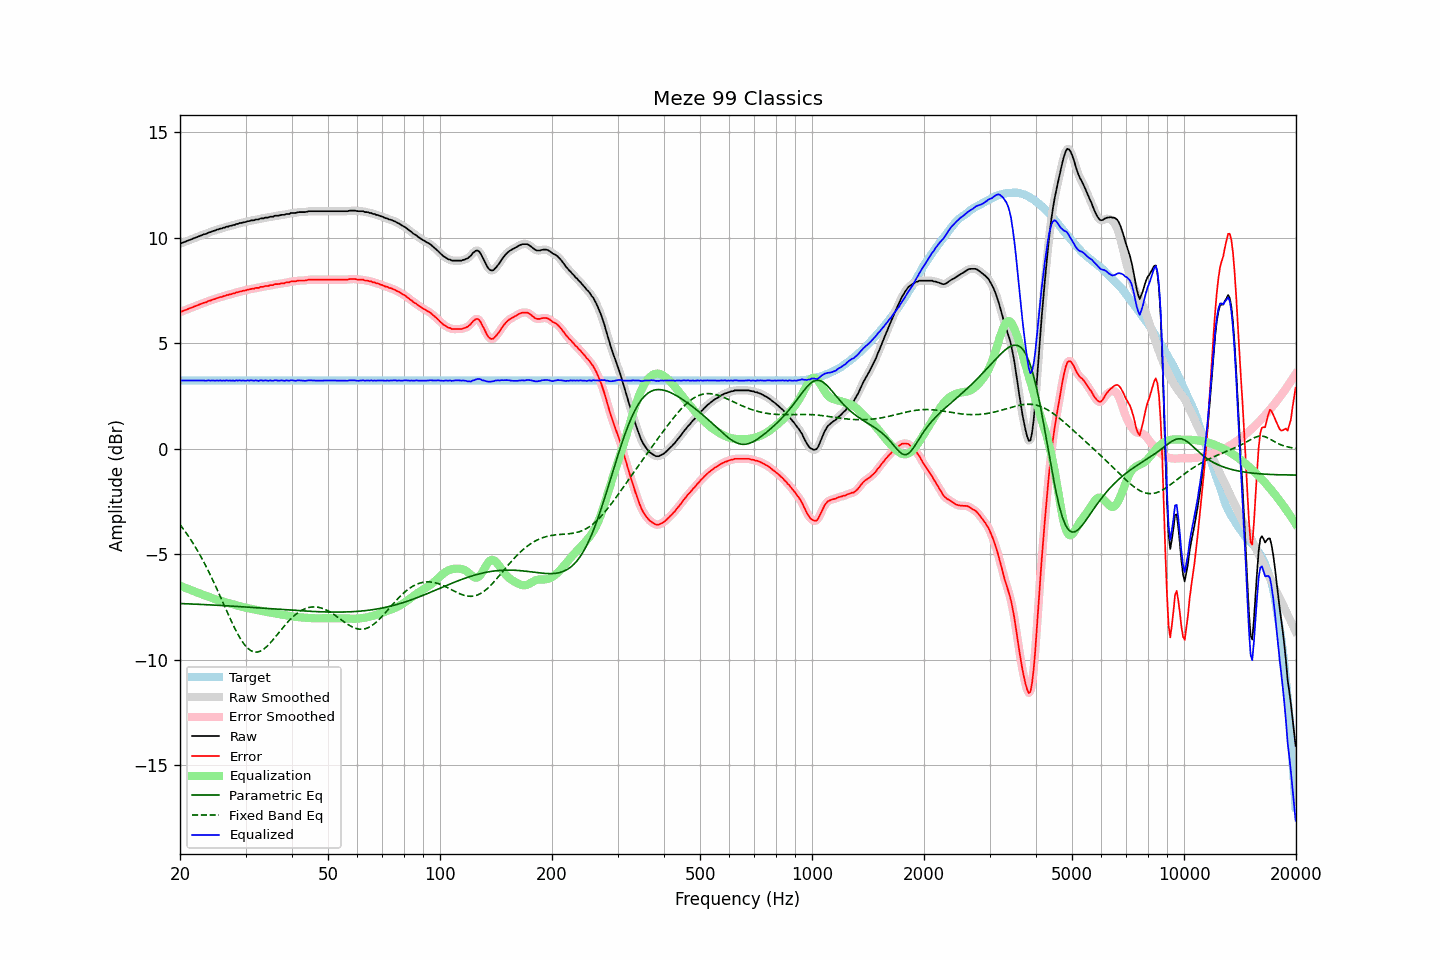 Meze 99 Classics
15
10
5
0
−5
−10
−15
Amplitude (dBr)
Target
Raw Smoothed
Error Smoothed
Raw
Error
Equalization
Parametric Eq
Fixed Band Eq
Equalized
20 50 100 200 500 1000 2000 5000 10000 20000
Frequency (Hz)